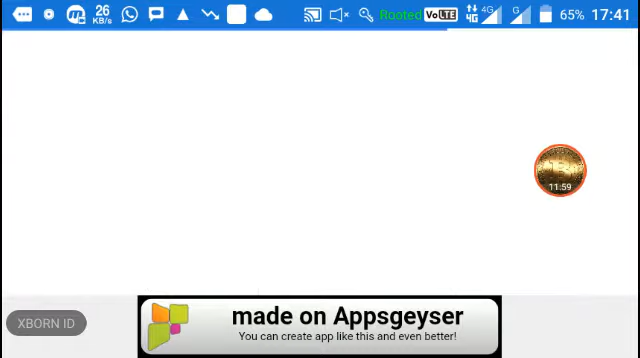 26 KB/s Rooted VoLTE 4G 4G G 65% 17:41
11:59
made on Appsgeyser
You can create app like this and even better!
XBORN ID